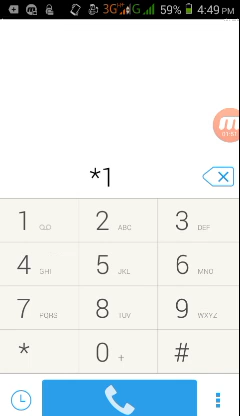 3G G 59% 4:49 PM
*1
1 2 ABC 3 DEF
4 GHI 5 JKL 6 MNO
7 PQRS 8 TUV 9 WXYZ
* 0 + #